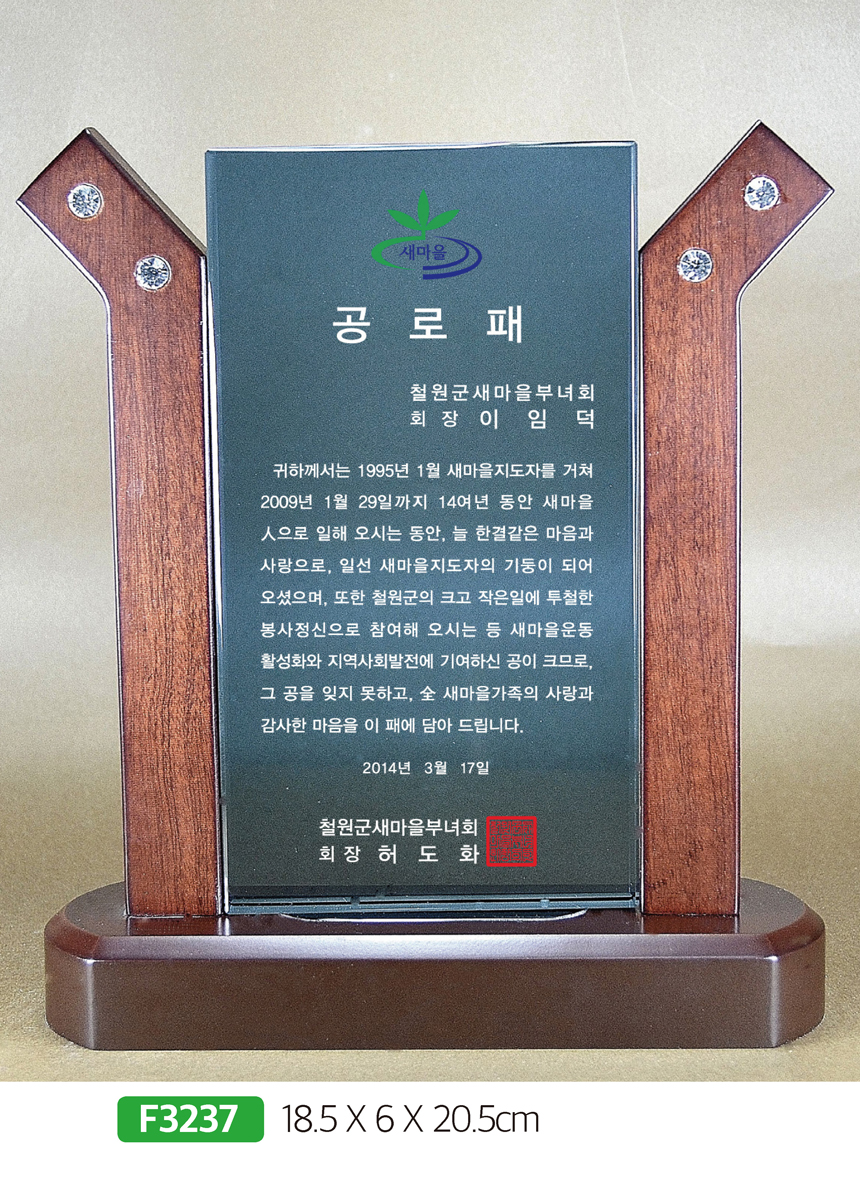 새마을
공 로 패
철원군새마을부녀회
회 장 이 임 덕
귀하께서는 1995년 1월 새마을지도자를 거쳐
2009년 1월 29일까지 14여년 동안 새마을
人으로 일해 오시는 동안, 늘 한결같은 마음과
사랑으로, 일선 새마을지도자의 기둥이 되어
오셨으며, 또한 철원군의 크고 작은일에 투철한
봉사정신으로 참여해 오시는 등 새마을운동
활성화와 지역사회발전에 기여하신 공이 크므로,
그 공을 잊지 못하고, 全 새마을가족의 사랑과
감사한 마음을 이 패에 담아 드립니다.
2014년 3월 17일
철원군새마을부녀회
회 장 허 도 화
F3237 18.5 X 6 X 20.5cm